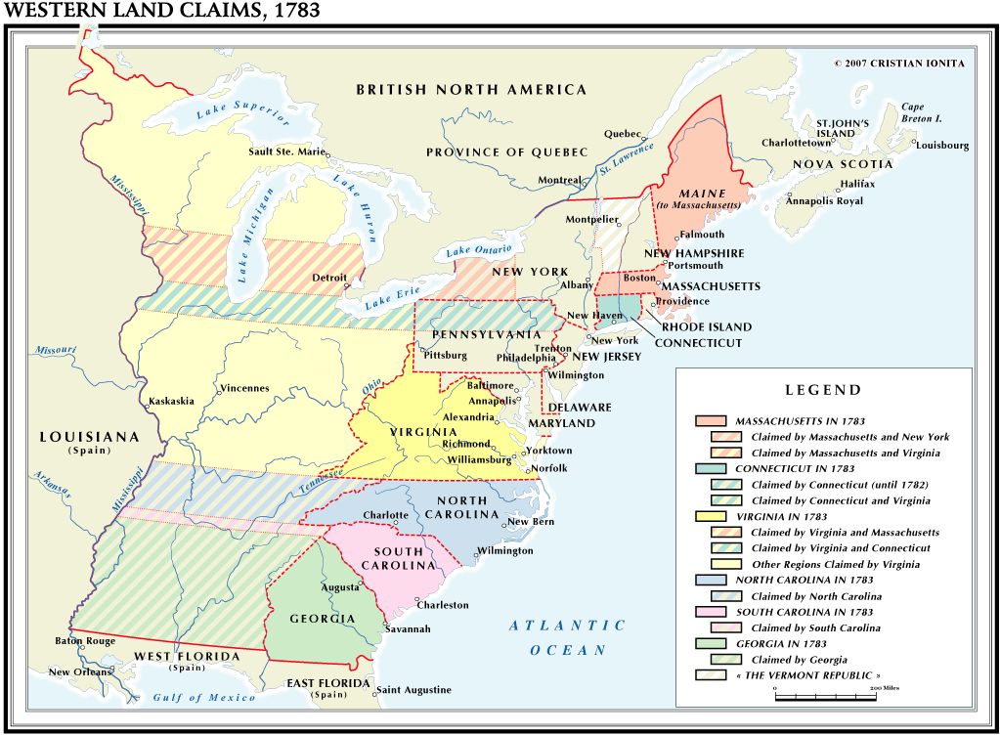 WESTERN LAND CLAIMS, 1783
© 2007 CRISTIAN IONITA
BRITISH NORTH AMERICA
PROVINCE OF QUEBEC
Lake Superior
Sault Ste. Marie
Quebec
St. Lawrence
Montreal
Cape
Breton I.
ST.JOHN'S
ISLAND
Charlottetown
Louisbourg
NOVA SCOTIA
Halifax
Annapolis Royal
MAINE
(to Massachusetts)
Mississippi
Lake Michigan
Lake Huron
Montpelier
Falmouth
Lake Ontario
NEW HAMPSHIRE
Portsmouth
NEW YORK
Detroit
Lake Erie
Albany
Boston
MASSACHUSETTS
Providence
New Haven
RHODE ISLAND
CONNECTICUT
PENNSYLVANIA
New York
Trenton
NEW JERSEY
Pittsburg
Philadelphia
Wilmington
Missouri
Ohio
Baltimore
Annapolis
DELAWARE
MARYLAND
Alexandria
Kaskaskia
Vincennes
VIRGINIA
Richmond
Yorktown
Williamsburg
Norfolk
LOUISIANA
(Spain)
Arkansas
Mississippi
Tennessee
NORTH
CAROLINA
Charlotte
New Bern
Wilmington
SOUTH
CAROLINA
Augusta
Charleston
GEORGIA
Savannah
ATLANTIC
OCEAN
Baton Rouge
WEST FLORIDA
(Spain)
New Orleans
EAST FLORIDA
(Spain)
Saint Augustine
Gulf of Mexico
LEGEND
MASSACHUSETTS IN 1783
Claimed by Massachusetts and New York
Claimed by Massachusetts and Virginia
CONNECTICUT IN 1783
Claimed by Connecticut (until 1782)
Claimed by Connecticut and Virginia
VIRGINIA IN 1783
Claimed by Virginia and Massachusetts
Claimed by Virginia and Connecticut
Other Regions Claimed by Virginia
NORTH CAROLINA IN 1783
Claimed by North Carolina
SOUTH CAROLINA IN 1783
Claimed by South Carolina
GEORGIA IN 1783
Claimed by Georgia
« THE VERMONT REPUBLIC »
0 200 Miles